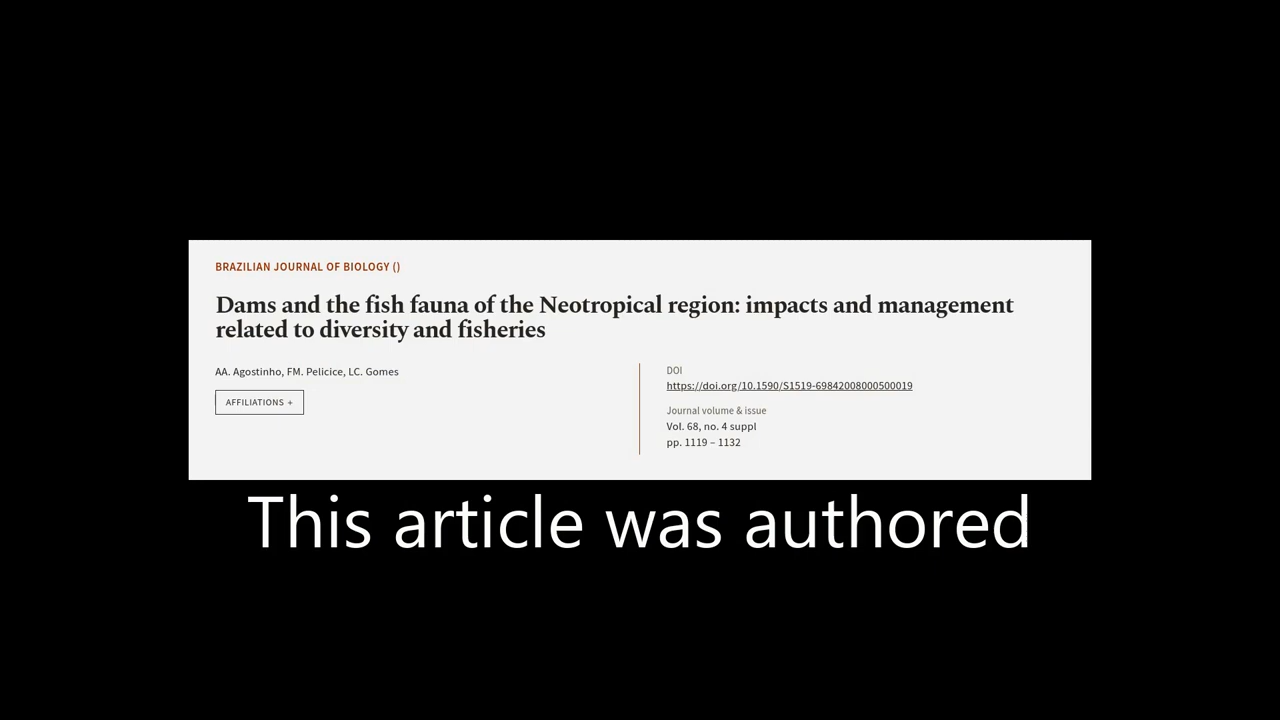 BRAZILIAN JOURNAL OF BIOLOGY ()
Dams and the fish fauna of the Neotropical region: impacts and management
related to diversity and fisheries
AA. Agostinho, FM. Pelicice, LC. Gomes
AFFILIATIONS +
DOI
https://doi.org/10.1590/S1519-69842008000500019
Journal volume & issue
Vol. 68, no. 4 suppl
pp. 1119 – 1132
This article was authored